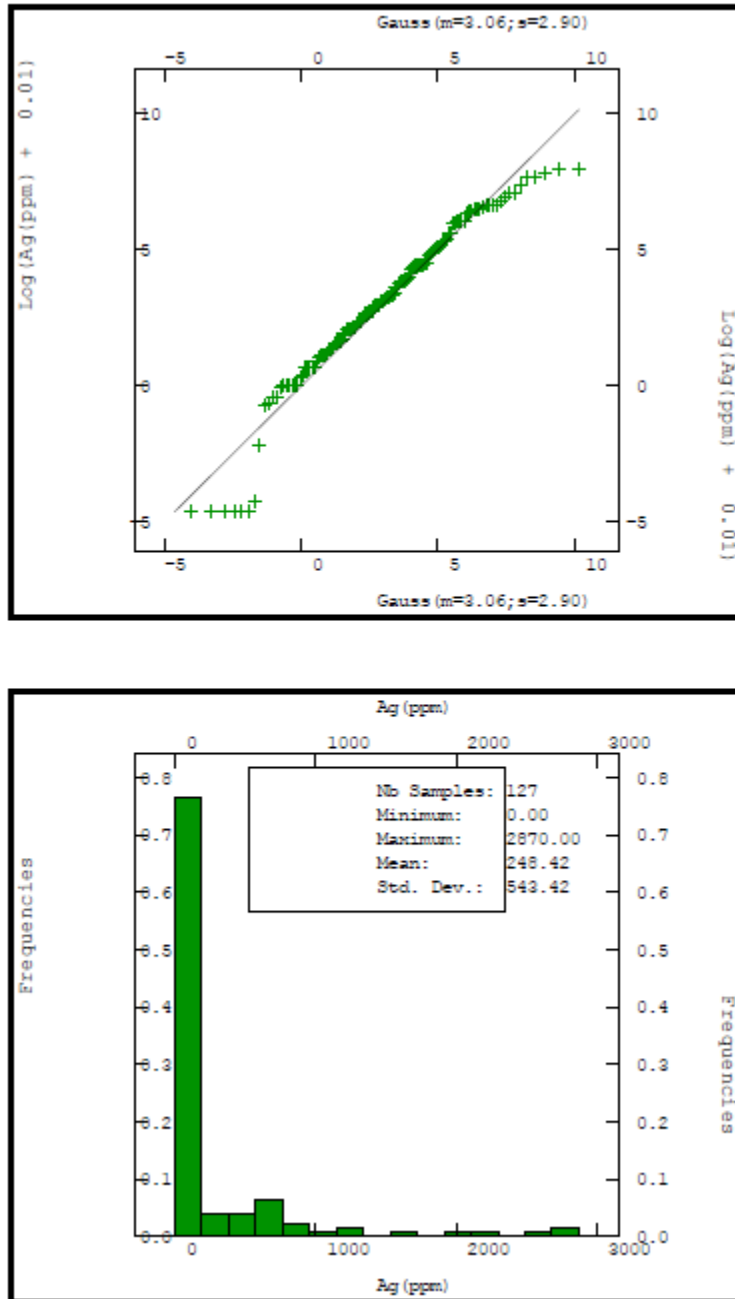 Gauss(m=3.06;s=2.90)
-5 0 5 10
Log(Ag(ppm) + 0.01)
10 10
5 5
0 0
-5 -5
Log(Ag(ppm) + 0.01)
-5 0 5 10
Gauss(m=3.06;s=2.90)
Ag(ppm)
0 1000 2000 3000
0.8 0.8
Nb Samples: 127
Minimum: 0.00
0.7 0.7
Maximum: 2870.00
Mean: 248.42
0.6 0.6
Std. Dev.: 543.42
Frequencies
0.5 0.5
0.4 0.4
0.3 0.3
Frequencies
0.2 0.2
0.1 0.1
0.0 0.0
0 1000 2000 3000
Ag(ppm)